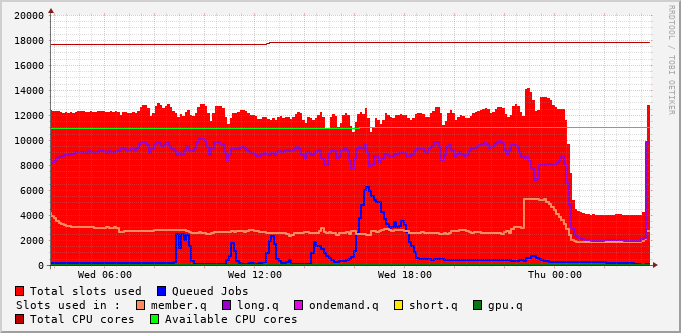 20000
18000
16000
14000
12000
10000
8000
6000
4000
2000
0
Wed 06:00 Wed 12:00 Wed 18:00 Thu 00:00
RRDTOOL / TOBI OETIKER
Total slots used Queued Jobs
Slots used in : member.q long.q ondemand.q short.q gpu.q
Total CPU cores Available CPU cores